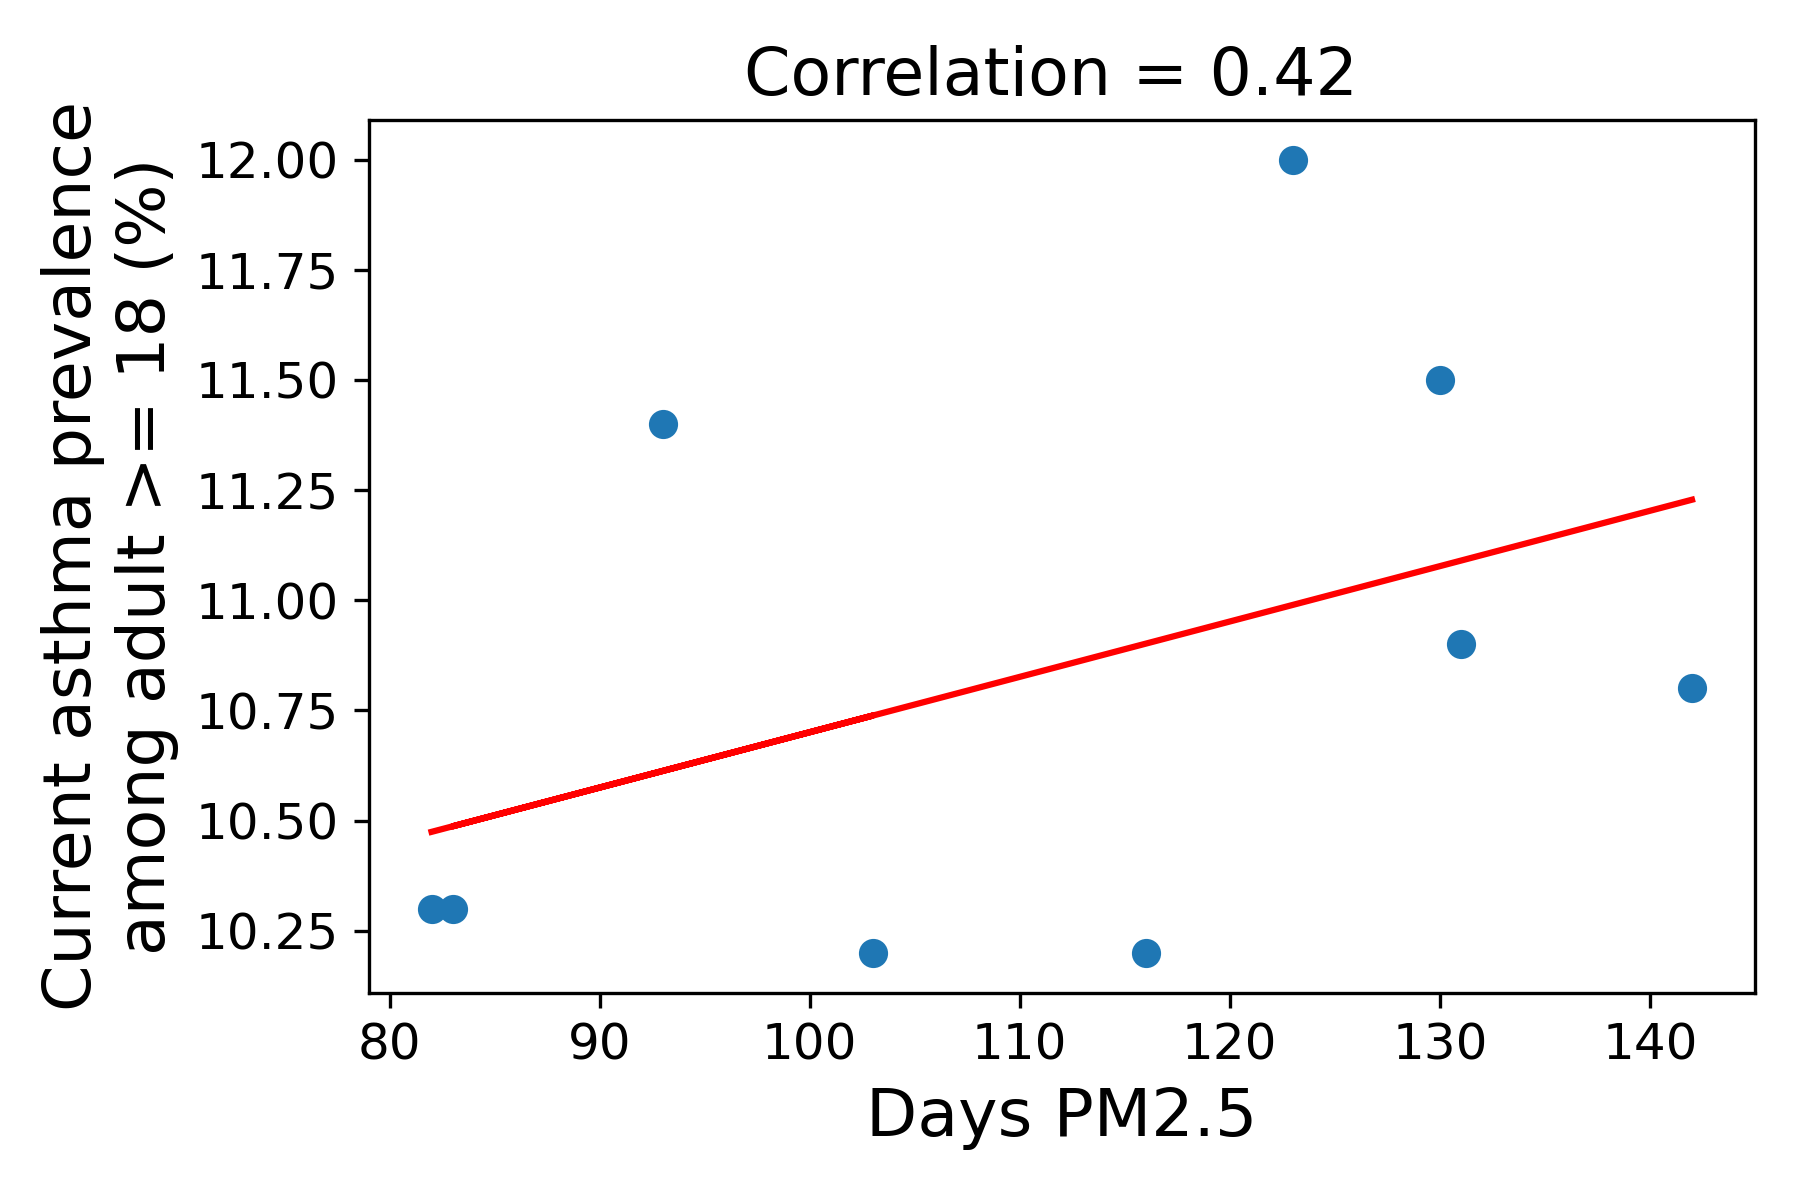 Correlation = 0.42
Current asthma prevalence
among adult >= 18 (%)
12.00
11.75
11.50
11.25
11.00
10.75
10.50
10.25
80 90 100 110 120 130 140
Days PM2.5